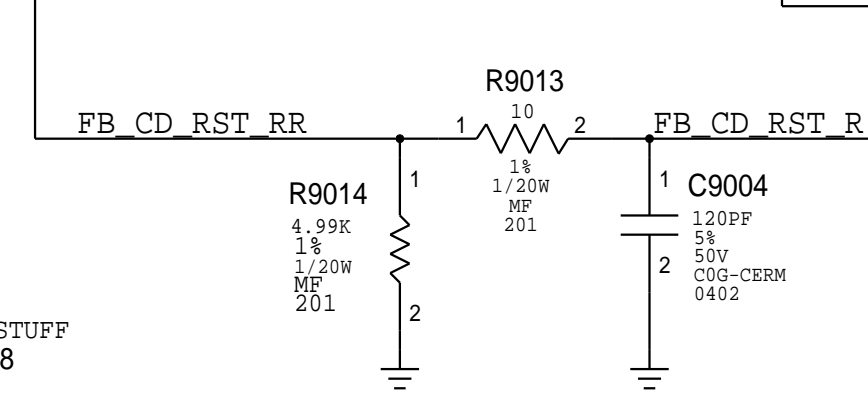 R9013
FB_CD_RST_RR
1
10
2
FB_CD_RST_R
1%
1/20W
MF
201
R9014
4.99K
1%
1/20W
MF
201
1
2
1
C9004
120PF
5%
50V
C0G-CERM
0402
2
STUFF
8